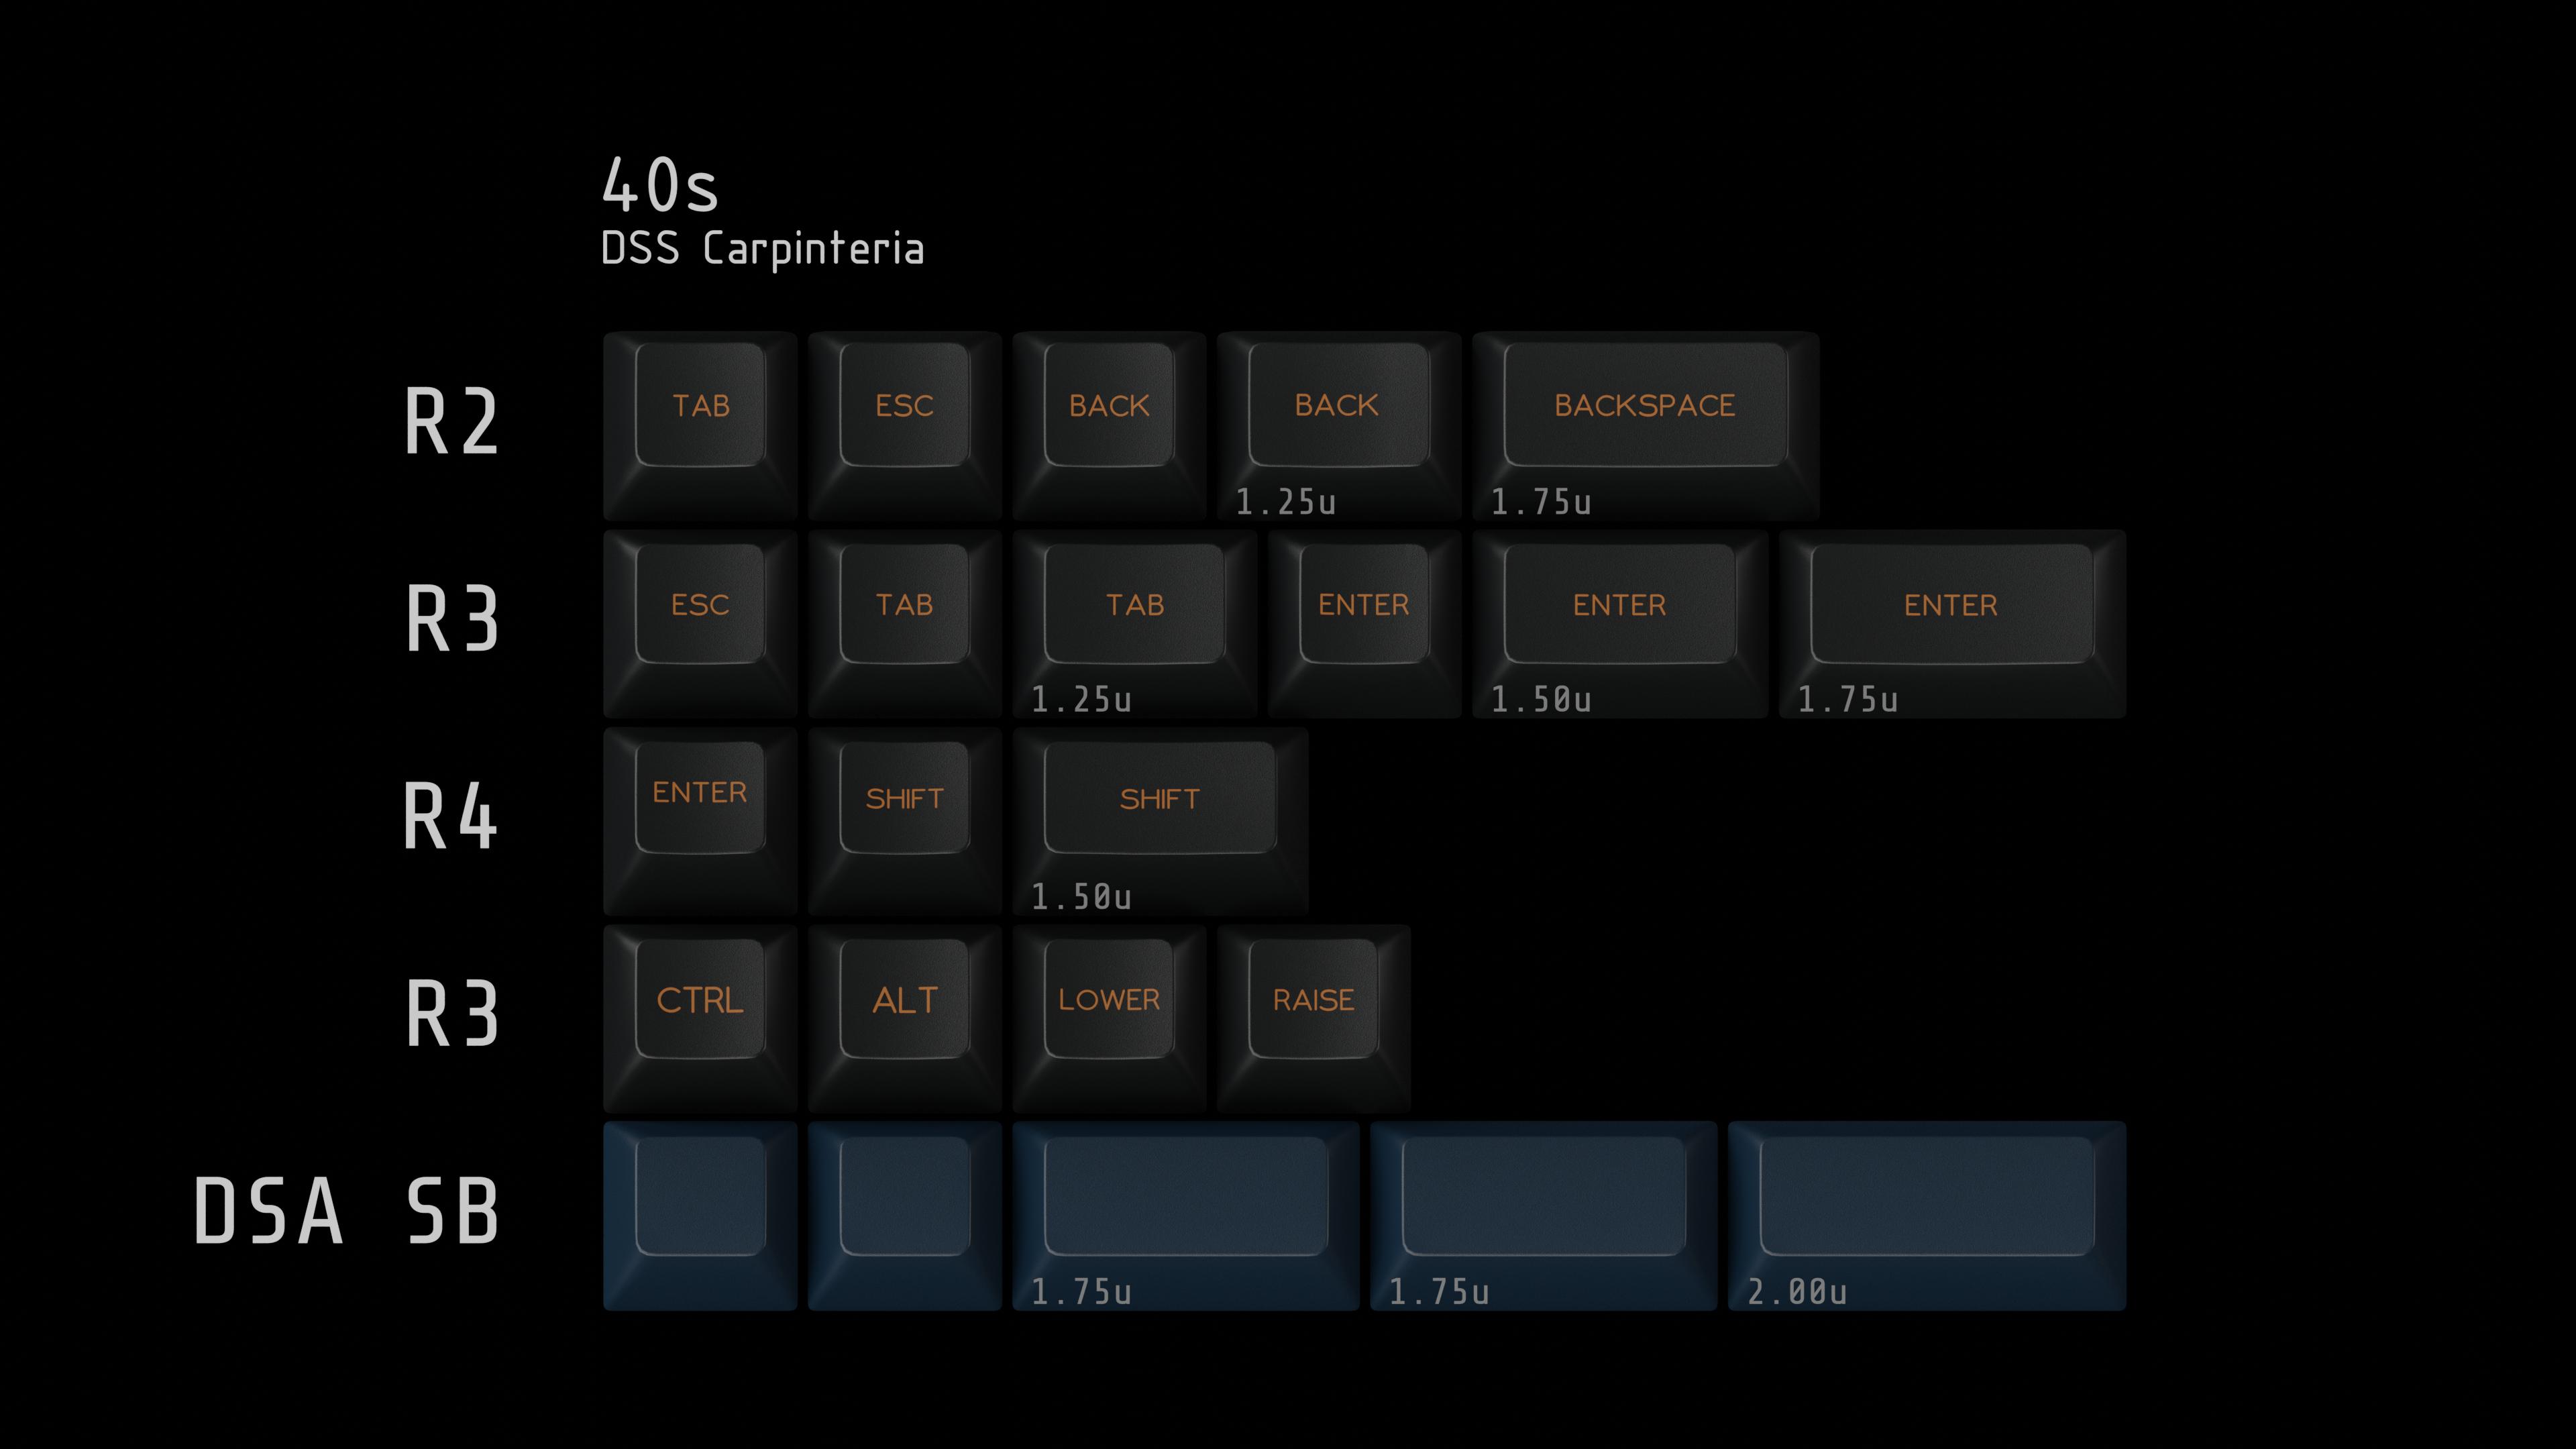 40s
DSS Carpinteria
R2 TAB ESC BACK BACK BACKSPACE
1.25u 1.75u
R3 ESC TAB TAB ENTER ENTER ENTER
1.25u 1.50u 1.75u
R4 ENTER SHIFT SHIFT
1.50u
R3 CTRL ALT LOWER RAISE
DSA SB
1.75u 1.75u 2.00u